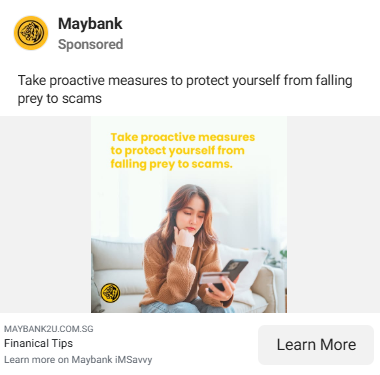 Maybank
Sponsored
Take proactive measures to protect yourself from falling
prey to scams
Take proactive measures
to protect yourself from
falling prey to scams.
MAYBANK2U.COM.SG
Finanical Tips
Learn more on Maybank iMSavvy
Learn More